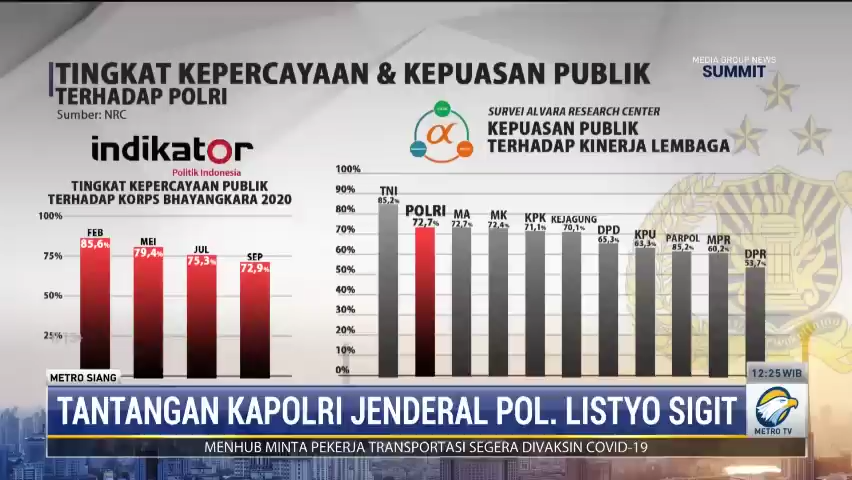 TINGKAT KEPERCAYAAN & KEPUASAN PUBLIK
TERHADAP POLRI
Sumber: NRC
MEDIA GROUP NEWS
SUMMIT
indikator
Politik Indonesia
TINGKAT KEPERCAYAAN PUBLIK
TERHADAP KORPS BHAYANGKARA 2020
100%
75%
50%
25%
FEB
85,6%
MEI
79,4%
JUL
75,3%
SEP
72,9%
SURVEI ALVARA RESEARCH CENTER
KEPUASAN PUBLIK
TERHADAP KINERJA LEMBAGA
α
100%
90%
80%
70%
60%
50%
40%
30%
20%
10%
0%
TNI
85,2%
POLRI
72,7%
MA
72,7%
MK
72,4%
KPK
71,1%
KEJAGUNG
70,1%
DPD
65,3%
KPU
63,3%
PARPOL
85,2%
MPR
60,2%
DPR
53,7%
METRO SIANG
12:25 WIB
TANTANGAN KAPOLRI JENDERAL POL. LISTYO SIGIT
METRO TV
MENHUB MINTA PEKERJA TRANSPORTASI SEGERA DIVAKSIN COVID-19